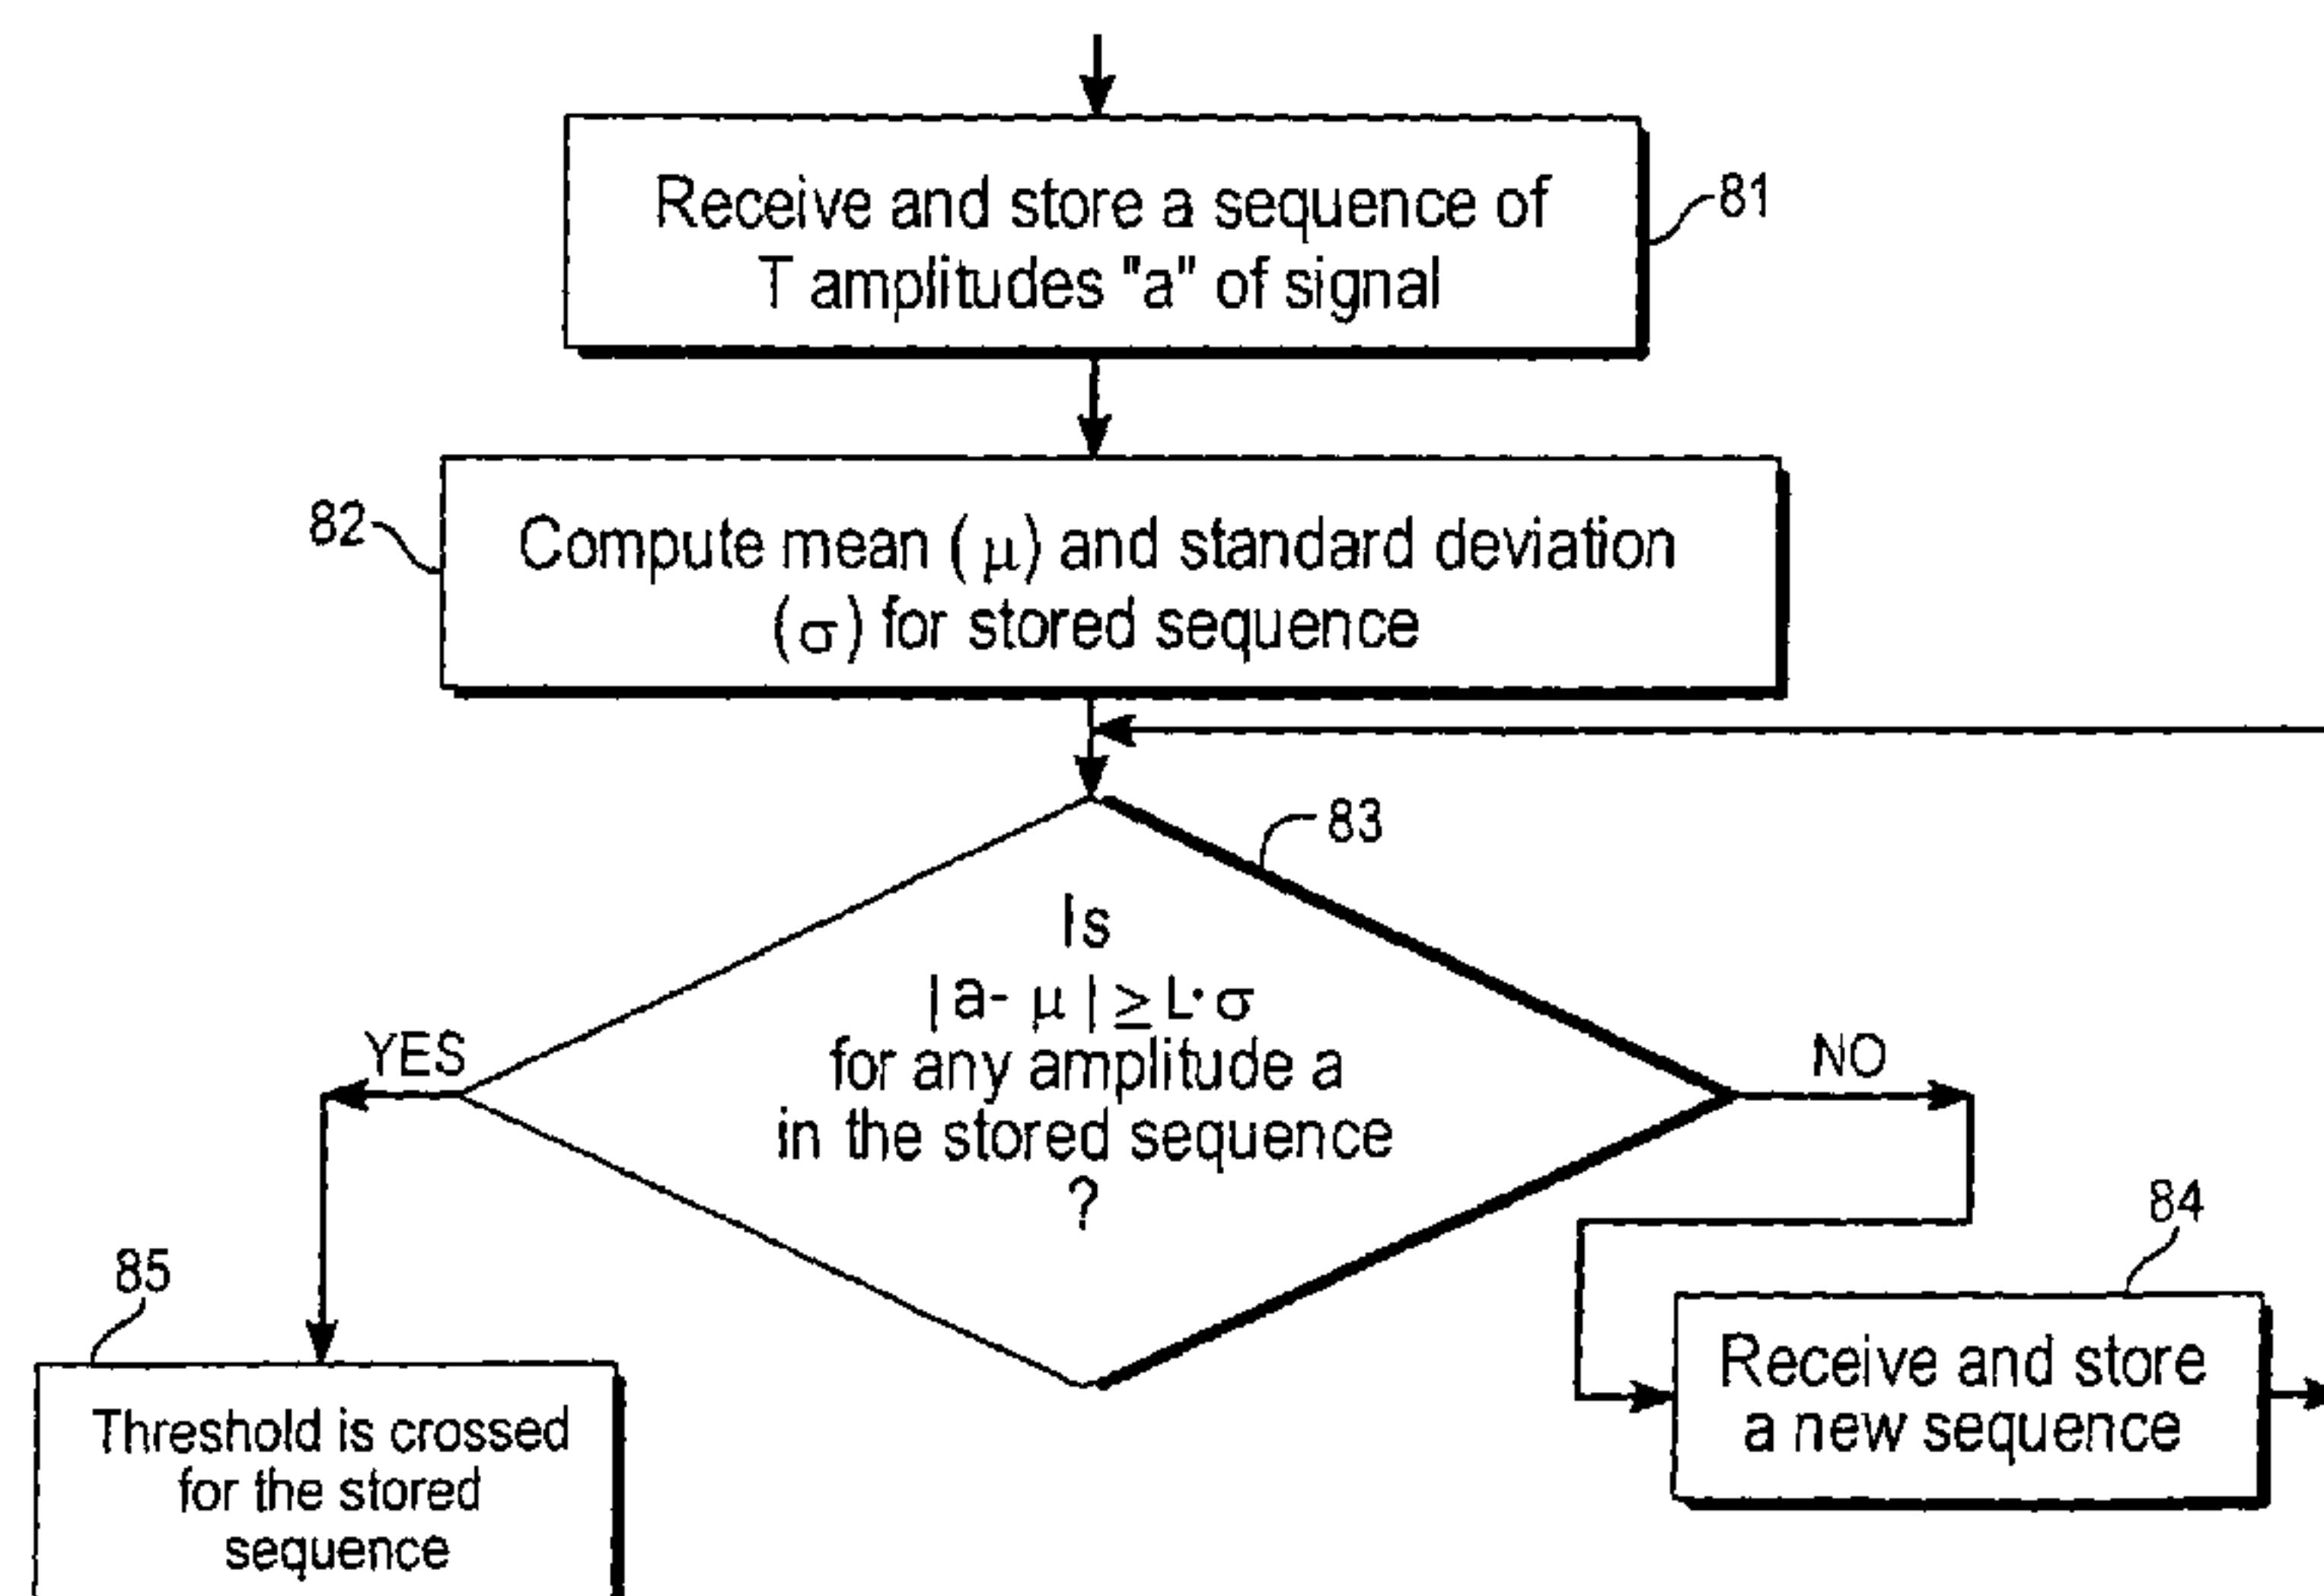 Receive and store a sequence of
T amplitudes "a" of signal
81
82
Compute mean (μ) and standard deviation
(σ) for stored sequence
83
Is
|a- μ| ≥ L·σ
for any amplitude a
in the stored sequence
?
YES
NO
84
Receive and store
a new sequence
85
Threshold is crossed
for the stored
sequence